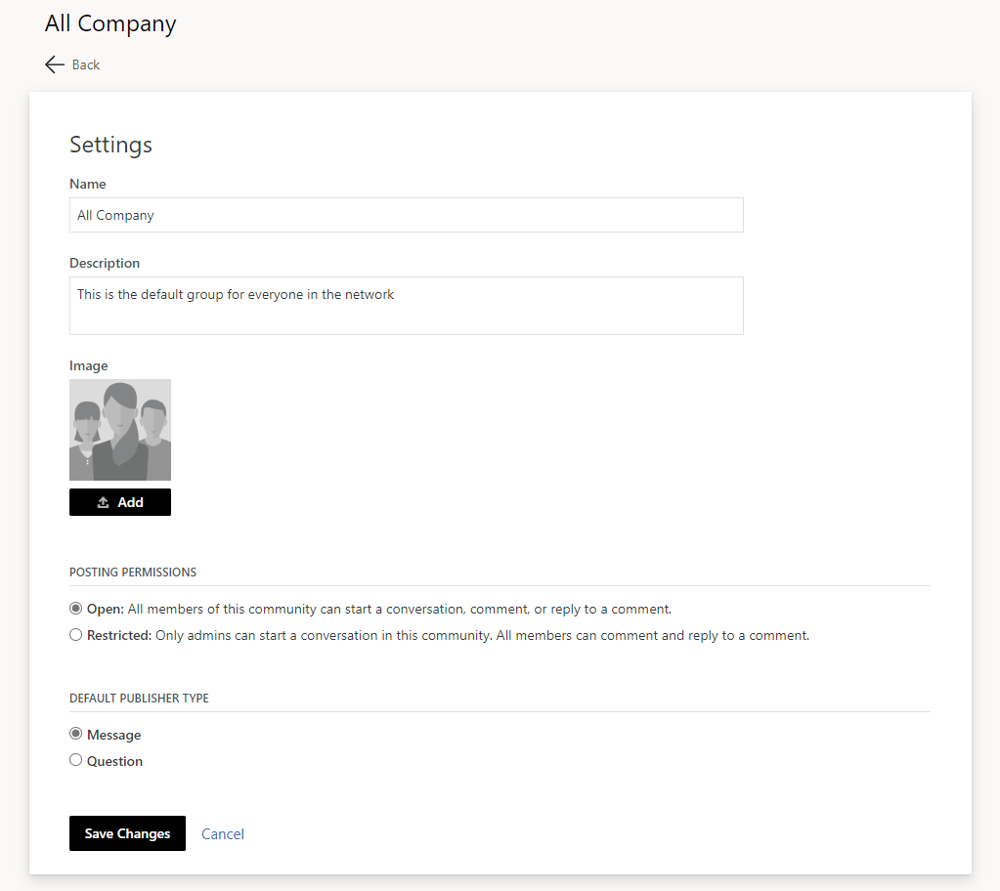 All Company
Back
Settings
Name
All Company
Description
This is the default group for everyone in the network
Image
Add
POSTING PERMISSIONS
Open: All members of this community can start a conversation, comment, or reply to a comment.
Restricted: Only admins can start a conversation in this community. All members can comment and reply to a comment.
DEFAULT PUBLISHER TYPE
Message
Question
Save Changes Cancel